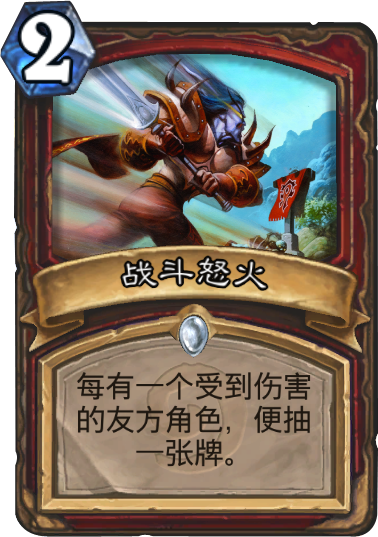 2
战斗怒火
每有一个受到伤害
的友方角色，便抽
一张牌。